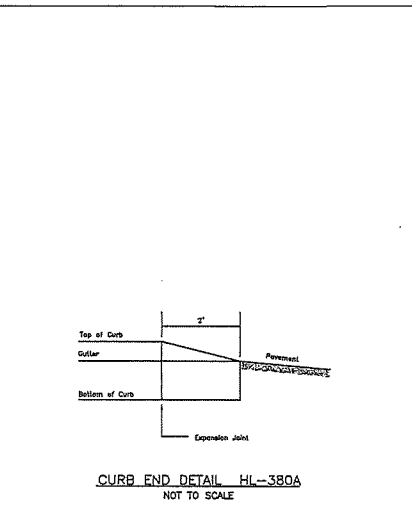 2'
Top of Curb
Gutter
Pavement
Bottom of Curb
Expansion Joint
CURB END DETAIL HL-380A
NOT TO SCALE